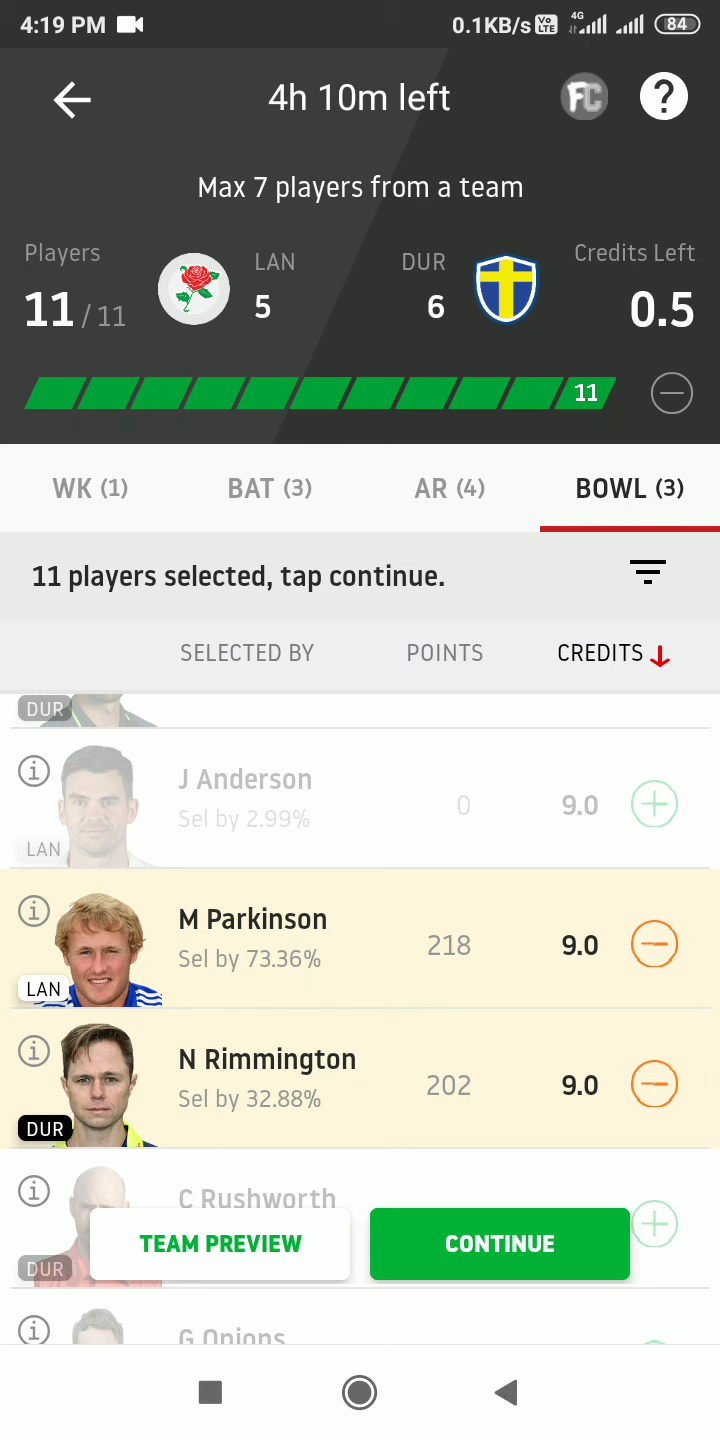 4:19 PM 0.1KB/s Vo LTE 4G 84
4h 10m left FC ?
Max 7 players from a team
Players LAN DUR Credits Left
11 / 11 5 6 0.5
11
WK (1) BAT (3) AR (4) BOWL (3)
11 players selected, tap continue.
SELECTED BY POINTS CREDITS
DUR
J Anderson
Sel by 2.99% 0 9.0
LAN
M Parkinson
Sel by 73.36% 218 9.0
LAN
N Rimmington
Sel by 32.88% 202 9.0
DUR
C Rushworth
TEAM PREVIEW CONTINUE
DUR
G Onions